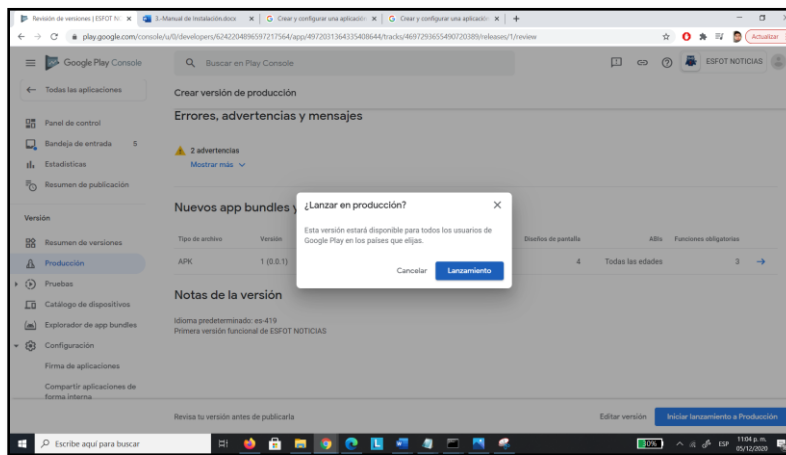 Revisión de versiones | ESFOT N
3.-Manual de Instalación.docx
Crear y configurar una aplicación
Crear y configurar una aplicación
play.google.com/console/u/0/developers/6242204896597217564/app/4972031364335408644/tracks/4697293655490720389/releases/1/review
Actualizar
Google Play Console
Buscar en Play Console
ESFOT NOTICIAS
Todas las aplicaciones
Crear versión de producción
Panel de control
Bandeja de entrada 5
Estadísticas
Resumen de publicación
Versión
Resumen de versiones
Producción
Pruebas
Catálogo de dispositivos
Explorador de app bundles
Configuración
Firma de aplicaciones
Compartir aplicaciones de
forma interna
Errores, advertencias y mensajes
2 advertencias
Mostrar más
Nuevos app bundles y
Tipo de archivo Versión Diseños de pantalla ABIs Funciones obligatorias
APK 1 (0.0.1) 4 Todas las edades 3
¿Lanzar en producción?
Esta versión estará disponible para todos los usuarios de
Google Play en los países que elijas.
Cancelar Lanzamiento
Notas de la versión
Idioma predeterminado: es-419
Primera versión funcional de ESFOT NOTICIAS
Revisa tu versión antes de publicarla
Editar versión Iniciar lanzamiento a Producción
Escribe aquí para buscar
10%
ESP
11:04 p. m.
05/12/2020